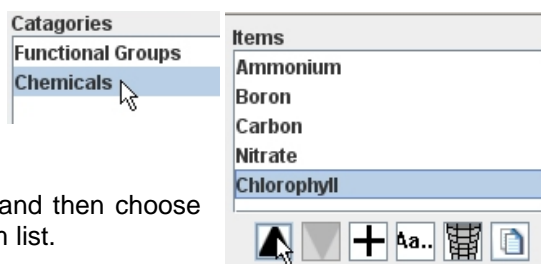 Catagories
Functional Groups
Chemicals
Items
Ammonium
Boron
Carbon
Nitrate
Chlorophyll
Aa..
and then choose
list.